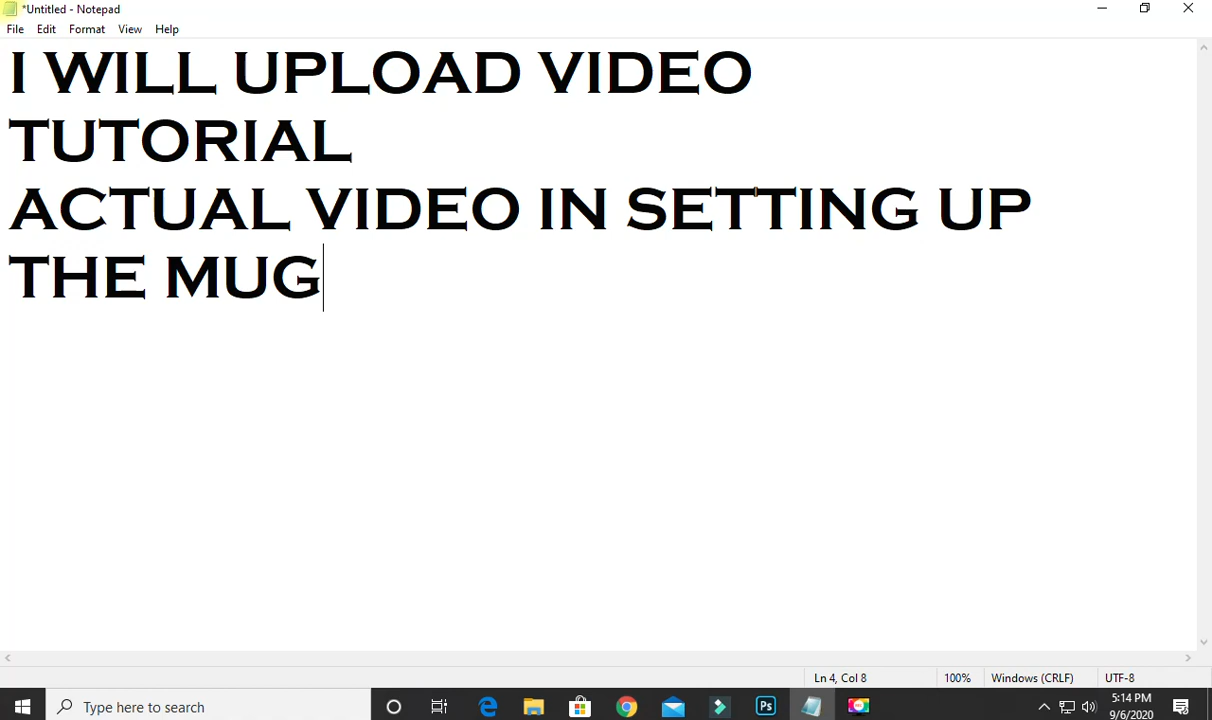 *Untitled - Notepad
File Edit Format View Help
I WILL UPLOAD VIDEO
TUTORIAL
ACTUAL VIDEO IN SETTING UP
THE MUG
Ln 4, Col 8 100% Windows (CRLF) UTF-8
Type here to search
Ps
5:14 PM
9/6/2020